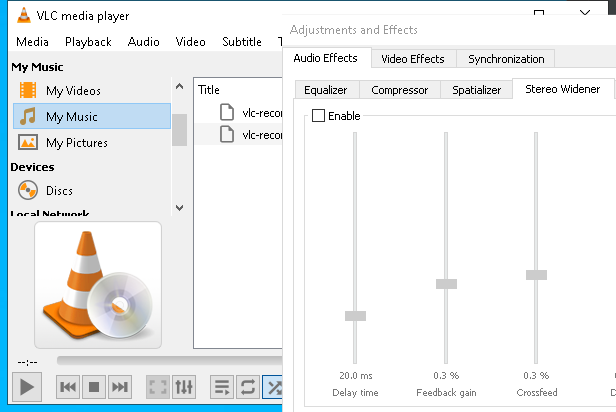 VLC media player
Media Playback Audio Video Subtitle
My Music
My Videos
My Music
My Pictures
Devices
Discs
Local Network
Title
vlc-recor
vlc-recor
--:--
Adjustments and Effects
Audio Effects Video Effects Synchronization
Equalizer Compressor Spatializer Stereo Widener
Enable
20.0 ms 0.3 % 0.3 %
Delay time Feedback gain Crossfeed D